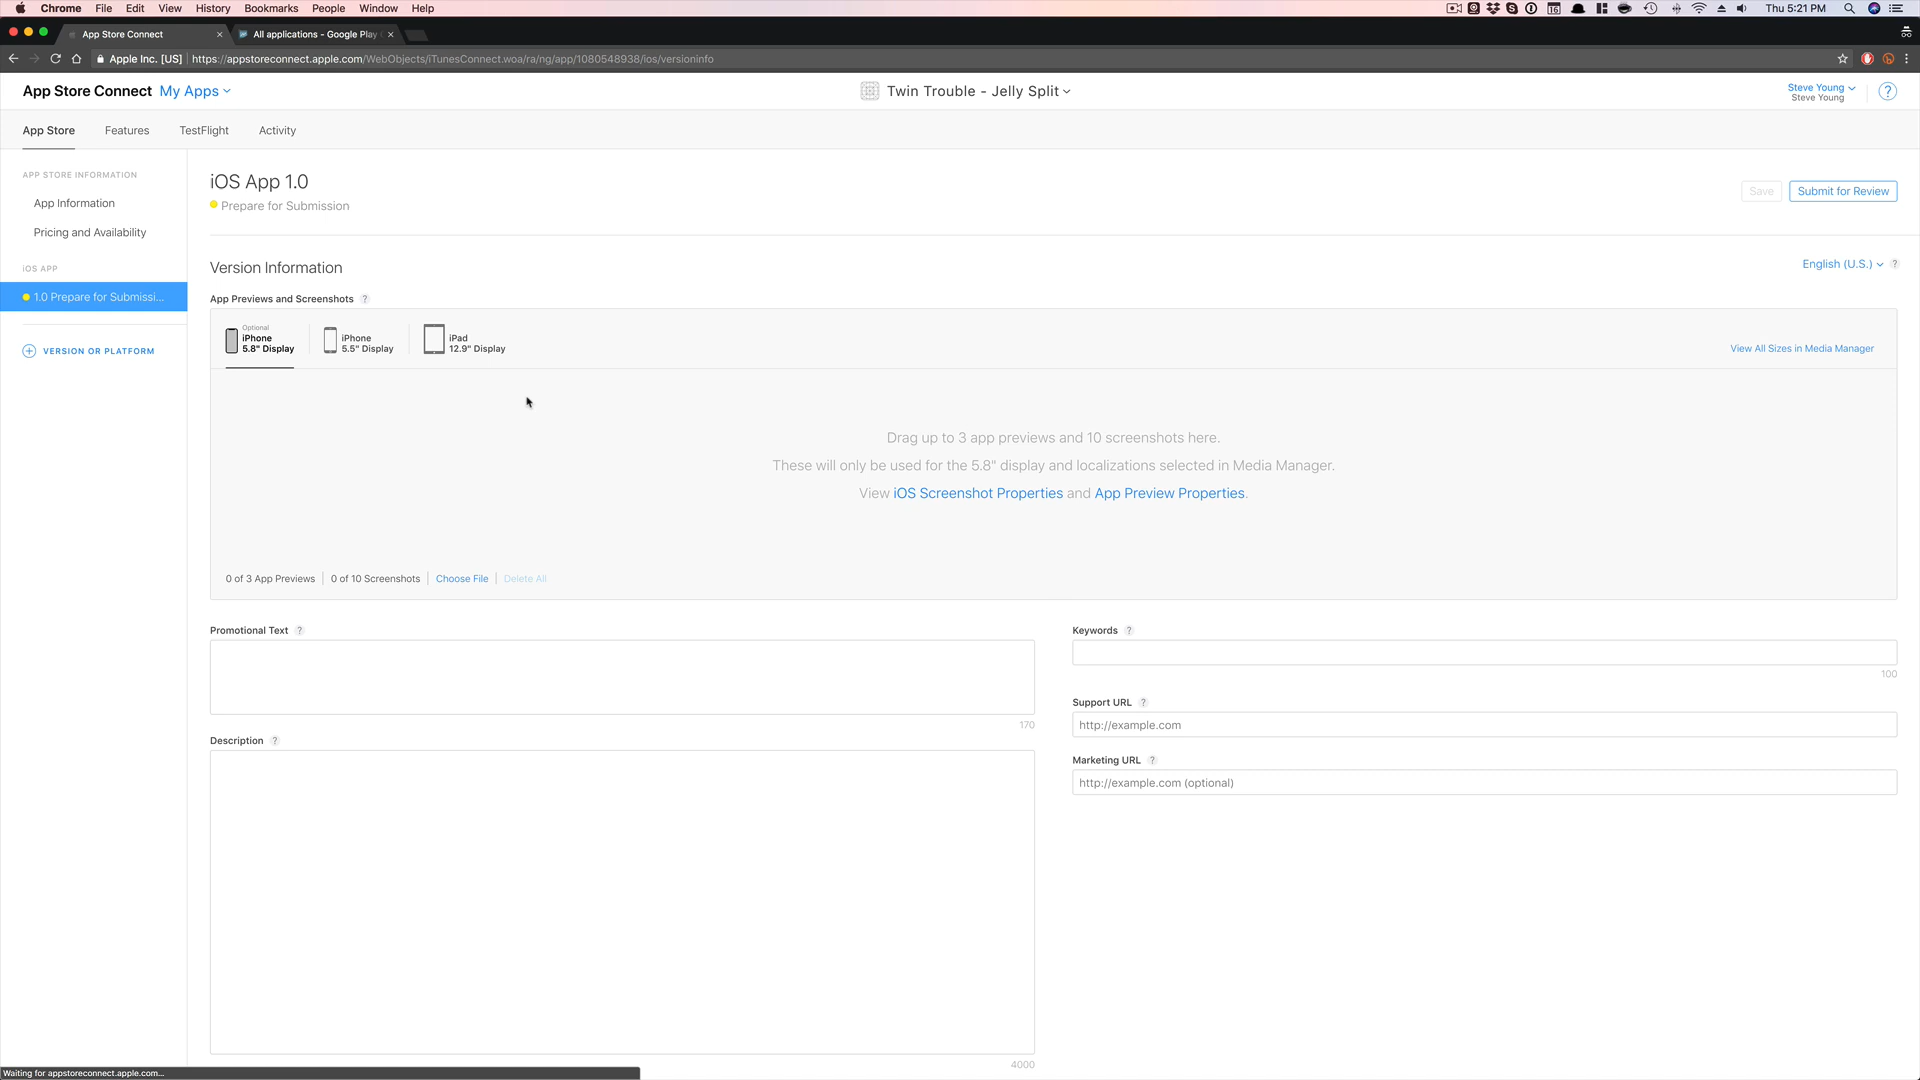 Chrome File Edit View History Bookmarks People Window Help
16 Thu 5:21 PM
App Store Connect
All applications - Google Play
Apple Inc. [US] https://appstoreconnect.apple.com/WebObjects/iTunesConnect.woa/ra/ng/app/1080548938/ios/versioninfo
App Store Connect My Apps
Twin Trouble - Jelly Split
Steve Young
Steve Young
?
App Store Features TestFlight Activity
APP STORE INFORMATION
App Information
Pricing and Availability
iOS APP
1.0 Prepare for Submissi...
VERSION OR PLATFORM
iOS App 1.0
Prepare for Submission
Save Submit for Review
Version Information
English (U.S.) ?
App Previews and Screenshots ?
Optional
iPhone
5.8" Display
iPhone
5.5" Display
iPad
12.9" Display
View All Sizes in Media Manager
Drag up to 3 app previews and 10 screenshots here.
These will only be used for the 5.8" display and localizations selected in Media Manager.
View iOS Screenshot Properties and App Preview Properties.
0 of 3 App Previews 0 of 10 Screenshots Choose File Delete All
Promotional Text ?
170
Description ?
4000
Keywords ?
100
Support URL ?
http://example.com
Marketing URL ?
http://example.com (optional)
Waiting for appstoreconnect.apple.com...